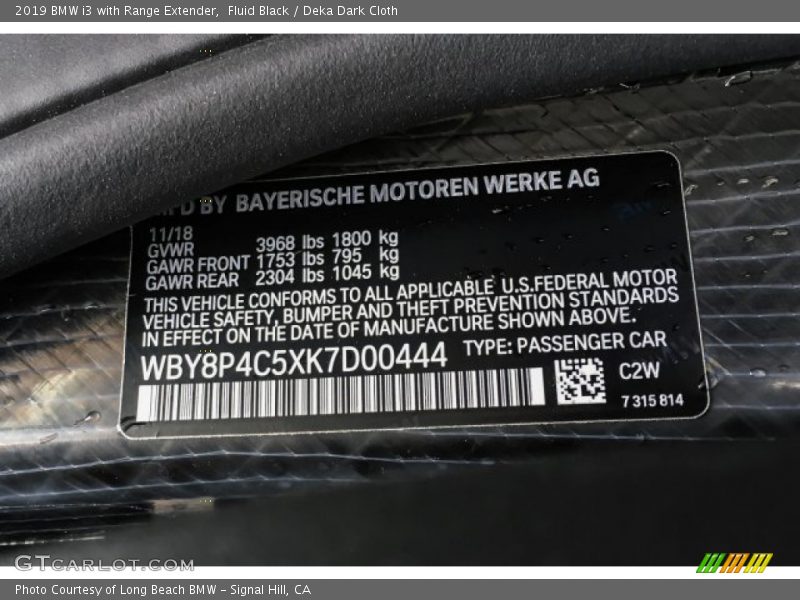 2019 BMW i3 with Range Extender,  Fluid Black / Deka Dark Cloth
BY BAYERISCHE MOTOREN WERKE AG
11/18
GVWR 3968 lbs 1800 kg
GAWR FRONT 1753 lbs 795 kg
GAWR REAR 2304 lbs 1045 kg
THIS VEHICLE CONFORMS TO ALL APPLICABLE U.S.FEDERAL MOTOR
VEHICLE SAFETY, BUMPER AND THEFT PREVENTION STANDARDS
IN EFFECT ON THE DATE OF MANUFACTURE SHOWN ABOVE.
WBY8P4C5XK7D00444 TYPE: PASSENGER CAR
C2W
7 315 814
GTCARLOT.COM
Photo Courtesy of Long Beach BMW – Signal Hill, CA